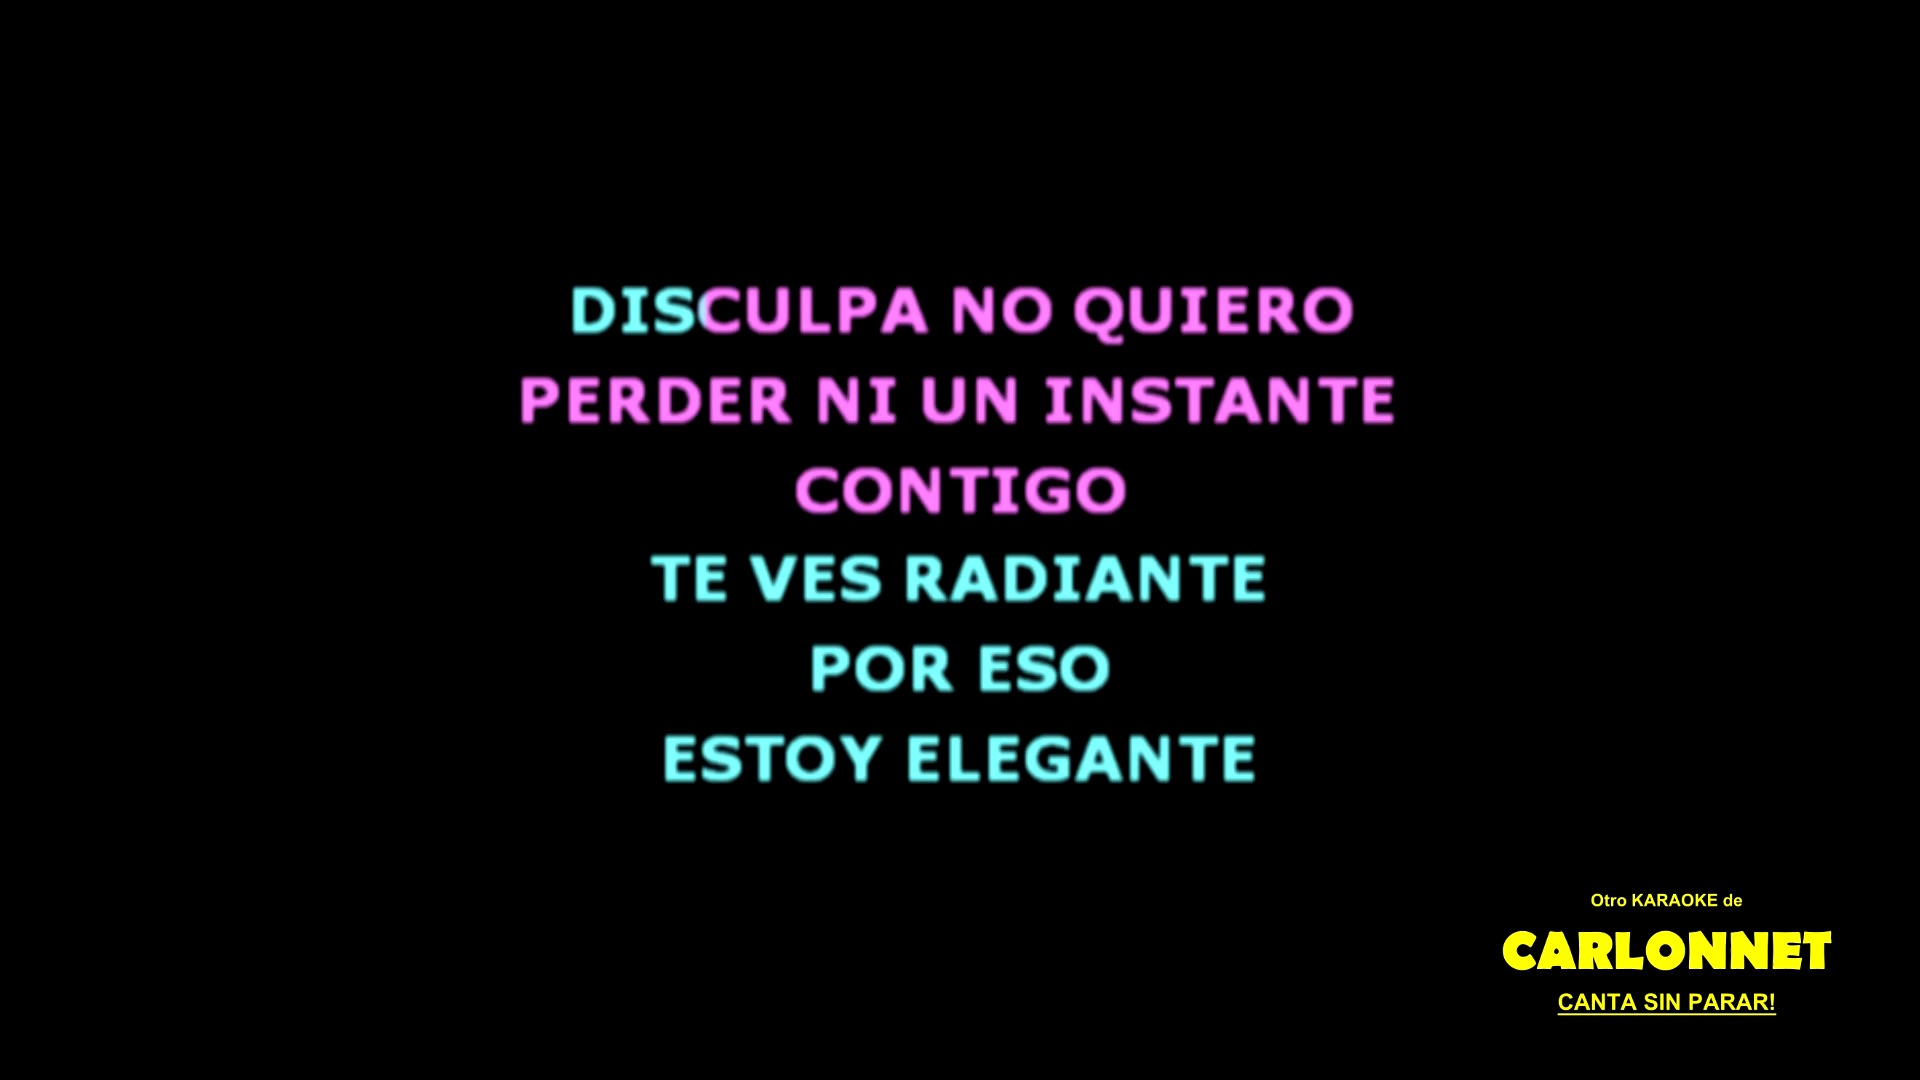 DISCULPA NO QUIERO
PERDER NI UN INSTANTE
CONTIGO
TE VES RADIANTE
POR ESO
ESTOY ELEGANTE
Otro KARAOKE de
CARLONNET
CANTA SIN PARAR!